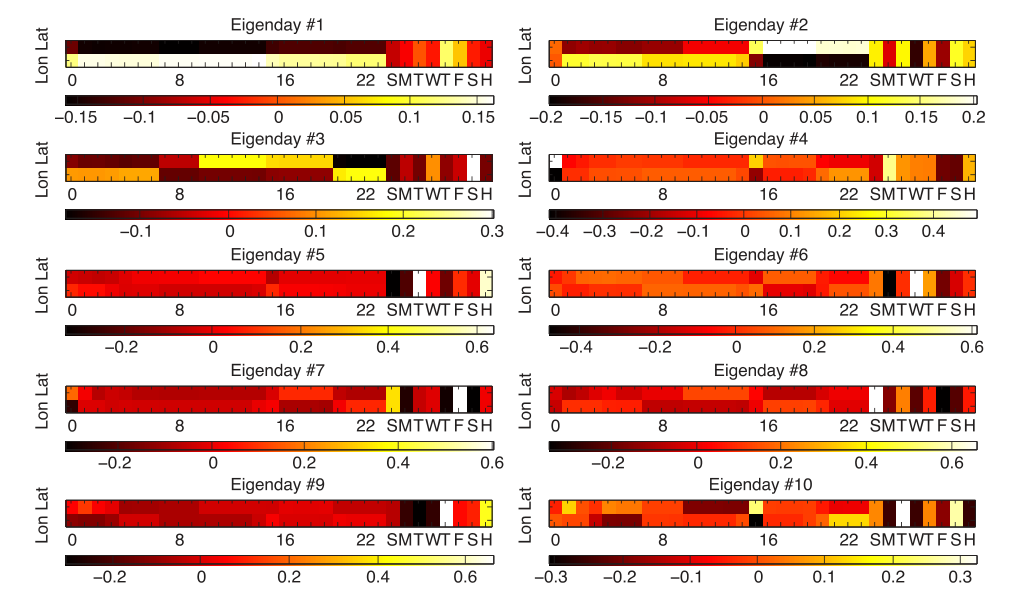 Eigenday #1
Lon Lat
0 8 16 22 S M T W T F S H
−0.15 −0.1 −0.05 0 0.05 0.1 0.15
Eigenday #2
Lon Lat
0 8 16 22 S M T W T F S H
−0.2 −0.15 −0.1 −0.05 0 0.05 0.1 0.15 0.2
Eigenday #3
Lon Lat
0 8 16 22 S M T W T F S H
−0.1 0 0.1 0.2 0.3
Eigenday #4
Lon Lat
0 8 16 22 S M T W T F S H
−0.4 −0.3 −0.2 −0.1 0 0.1 0.2 0.3 0.4
Eigenday #5
Lon Lat
0 8 16 22 S M T W T F S H
−0.2 0 0.2 0.4 0.6
Eigenday #6
Lon Lat
0 8 16 22 S M T W T F S H
−0.4 −0.2 0 0.2 0.4 0.6
Eigenday #7
Lon Lat
0 8 16 22 S M T W T F S H
−0.2 0 0.2 0.4 0.6
Eigenday #8
Lon Lat
0 8 16 22 S M T W T F S H
−0.2 0 0.2 0.4 0.6
Eigenday #9
Lon Lat
0 8 16 22 S M T W T F S H
−0.2 0 0.2 0.4 0.6
Eigenday #10
Lon Lat
0 8 16 22 S M T W T F S H
−0.3 −0.2 −0.1 0 0.1 0.2 0.3